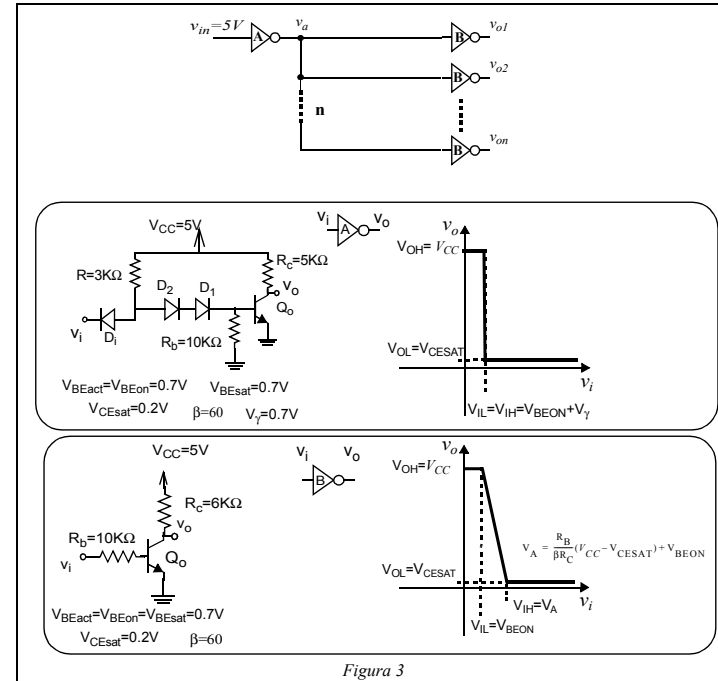 v_in=5V A v_a B v_o1
B v_o2
n
B v_on
V_CC=5V v_i A v_o v_o
V_OH= V_CC
R=3KΩ R_c=5KΩ
D_2 D_1 v_o
v_i D_i Q_o
R_b=10KΩ V_OL=V_CESAT
v_i
V_BEact=V_BEon=0.7V V_BEsat=0.7V
V_CEsat=0.2V β=60 V_γ=0.7V V_IL=V_IH=V_BEON+V_γ
V_CC=5V v_i B v_o v_o
V_OH=V_CC
R_c=6KΩ
v_o
R_b=10KΩ V_A = R_B/βR_C (V_CC – V_CESAT) + V_BEON
v_i Q_o
V_OL=V_CESAT
V_BEact=V_BEon=V_BEsat=0.7V V_IH=V_A v_i
V_CEsat=0.2V β=60 V_IL=V_BEON
Figura 3